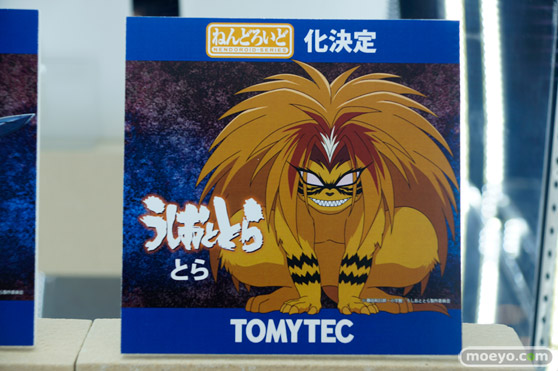 ねんどろいど 化決定
NENDOROID-SERIES
うしおととら
とら
TOMYTEC
moeyo.com